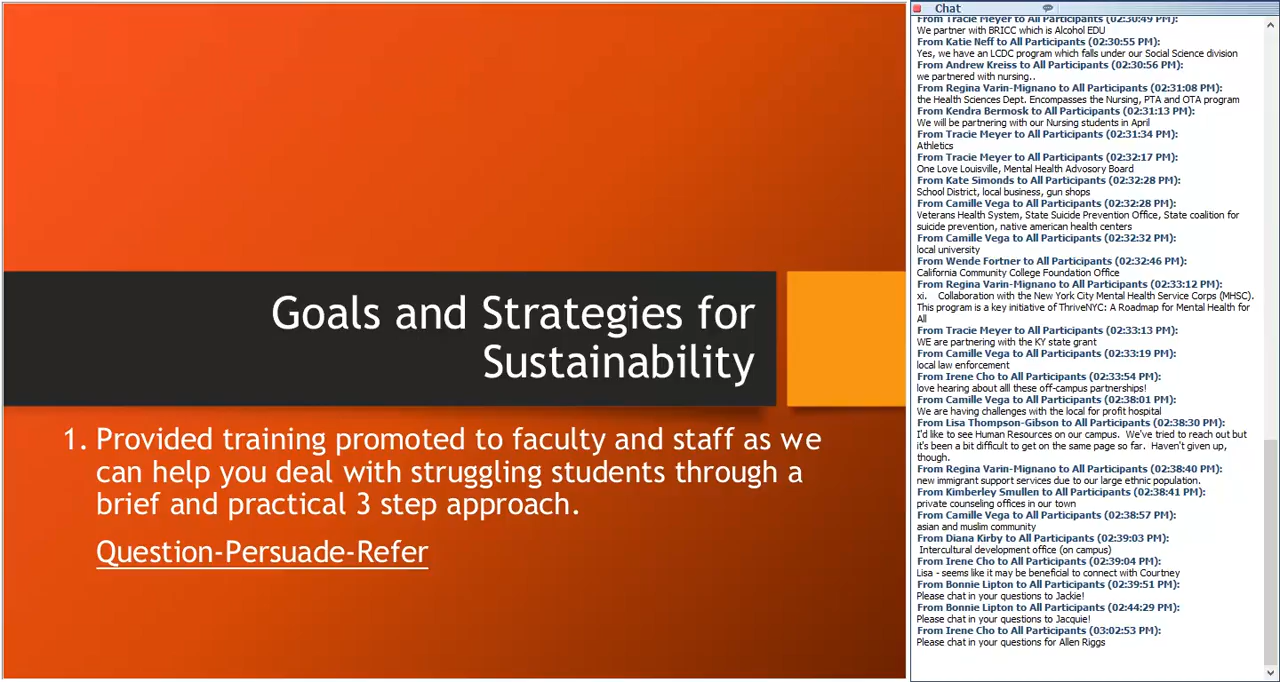 Goals and Strategies for
Sustainability
1. Provided training promoted to faculty and staff as we
can help you deal with struggling students through a
brief and practical 3 step approach.
Question-Persuade-Refer
Chat
From Tracie Meyer to All Participants (02:30:49 PM):
We partner with BRICC which is Alcohol EDU
From Katie Neff to All Participants (02:30:55 PM):
Yes, we have an LCDC program which falls under our Social Science division
From Andrew Kreiss to All Participants (02:30:56 PM):
we partnered with nursing..
From Regina Varin-Mignano to All Participants (02:31:08 PM):
the Health Sciences Dept. Encompasses the Nursing, PTA and OTA program
From Kendra Bermosk to All Participants (02:31:13 PM):
We will be partnering with our Nursing students in April
From Tracie Meyer to All Participants (02:31:34 PM):
Athletics
From Tracie Meyer to All Participants (02:32:17 PM):
One Love Louisville, Mental Health Advosory Board
From Kate Simonds to All Participants (02:32:28 PM):
School District, local business, gun shops
From Camille Vega to All Participants (02:32:28 PM):
Veterans Health System, State Suicide Prevention Office, State coalition for
suicide prevention, native american health centers
From Camille Vega to All Participants (02:32:32 PM):
local university
From Wende Fortner to All Participants (02:32:46 PM):
California Community College Foundation Office
From Regina Varin-Mignano to All Participants (02:33:12 PM):
xi. Collaboration with the New York City Mental Health Service Corps (MHSC).
This program is a key initiative of ThriveNYC: A Roadmap for Mental Health for
All
From Tracie Meyer to All Participants (02:33:13 PM):
WE are partnering with the KY state grant
From Camille Vega to All Participants (02:33:19 PM):
local law enforcement
From Irene Cho to All Participants (02:33:54 PM):
love hearing about alll these off-campus partnerships!
From Camille Vega to All Participants (02:38:01 PM):
We are having challenges with the local for profit hospital
From Lisa Thompson-Gibson to All Participants (02:38:30 PM):
I'd like to see Human Resources on our campus. We've tried to reach out but
it's been a bit difficult to get on the same page so far. Haven't given up,
though.
From Regina Varin-Mignano to All Participants (02:38:40 PM):
new immigrant support services due to our large ethnic population.
From Kimberley Smullen to All Participants (02:38:41 PM):
private counseling offices in our town
From Camille Vega to All Participants (02:38:57 PM):
asian and muslim community
From Diana Kirby to All Participants (02:39:03 PM):
Intercultural development office (on campus)
From Irene Cho to All Participants (02:39:04 PM):
Lisa - seems like it may be beneficial to connect with Courtney
From Bonnie Lipton to All Participants (02:39:51 PM):
Please chat in your questions to Jackie!
From Bonnie Lipton to All Participants (02:44:29 PM):
Please chat in your questions to Jacquie!
From Irene Cho to All Participants (03:02:53 PM):
Please chat in your questions for Allen Riggs